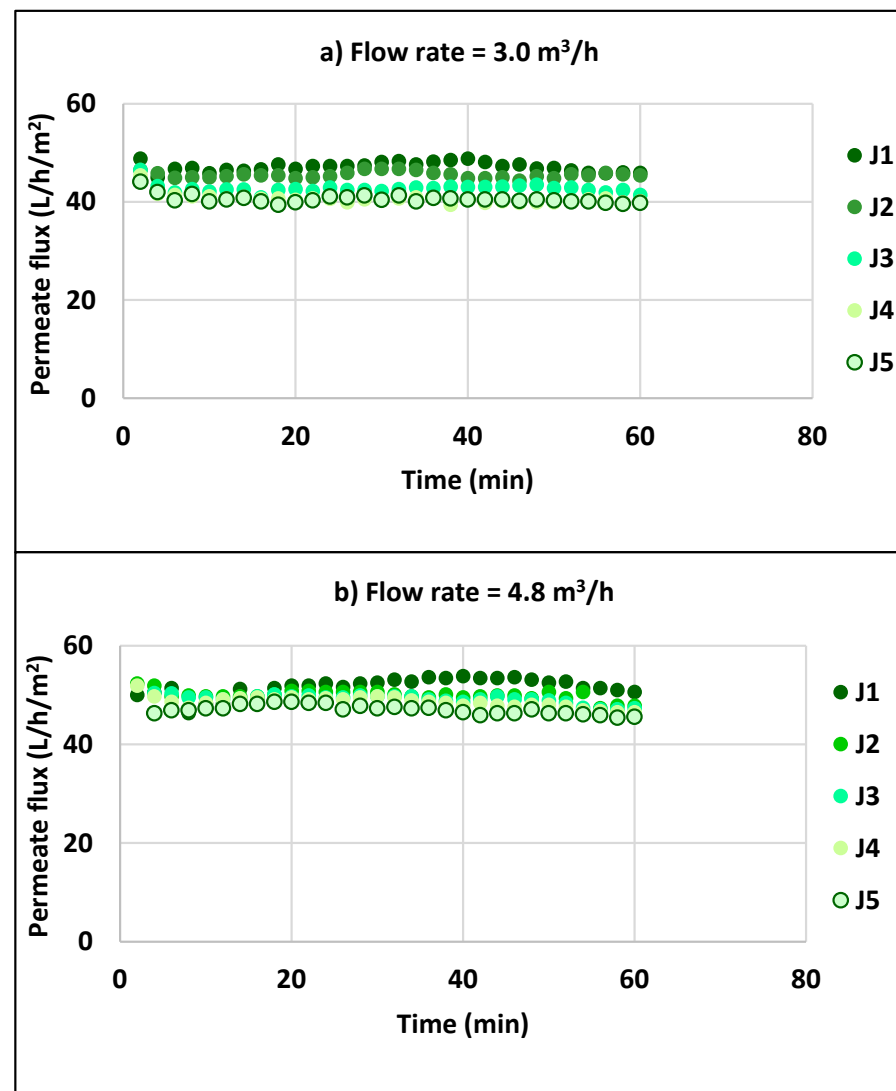 a) Flow rate = 3.0 m³/h
Permeate flux (L/h/m²)
60
40
20
0
0 20 40 60 80
Time (min)
J1
J2
J3
J4
J5
b) Flow rate = 4.8 m³/h
Permeate flux (L/h/m²)
60
40
20
0
0 20 40 60 80
Time (min)
J1
J2
J3
J4
J5